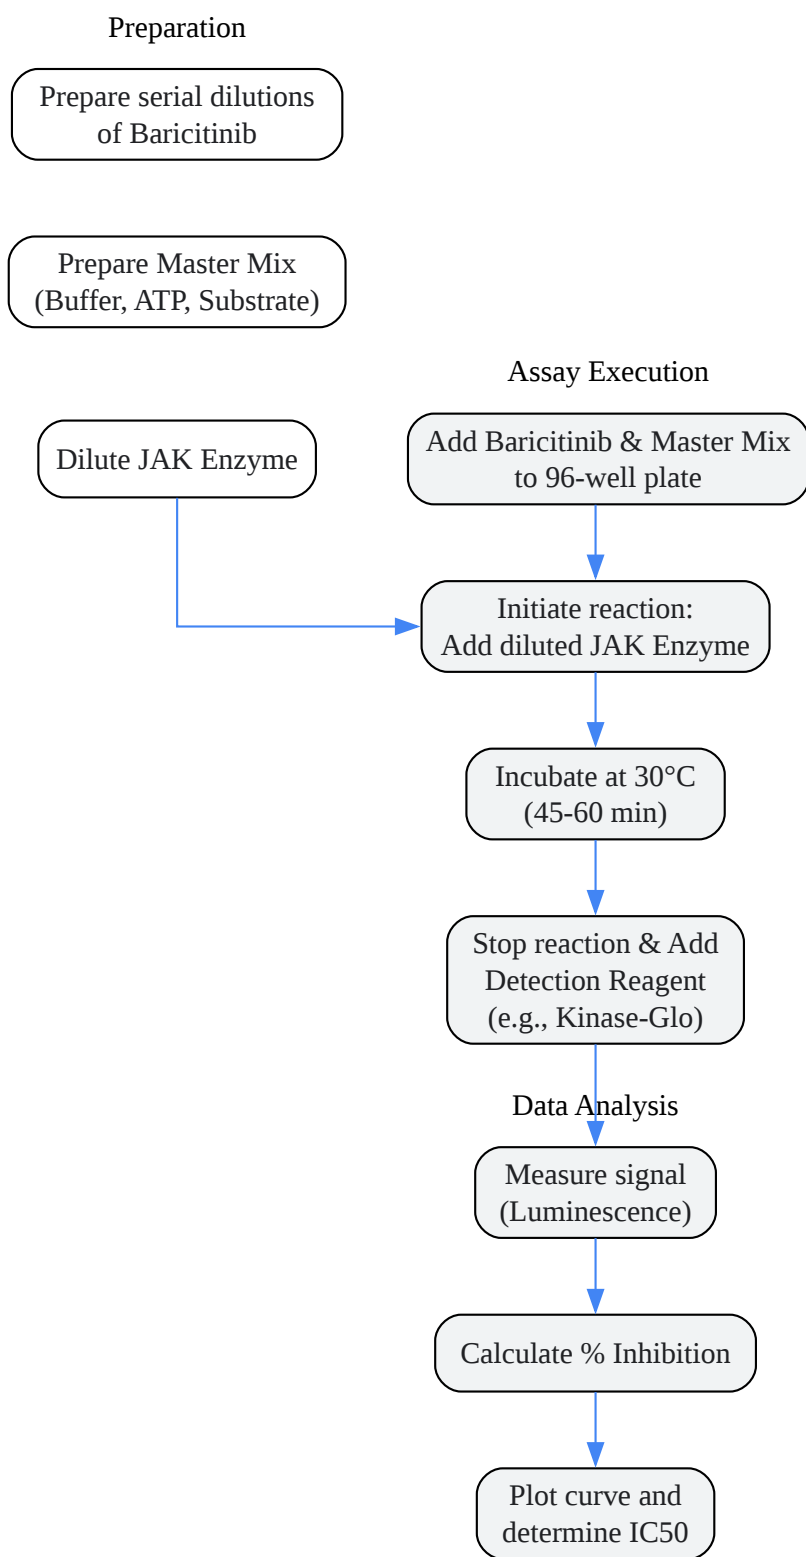 Preparation
Prepare serial dilutions
of Baricitinib
Prepare Master Mix
(Buffer, ATP, Substrate)
Dilute JAK Enzyme
Assay Execution
Add Baricitinib & Master Mix
to 96-well plate
Initiate reaction:
Add diluted JAK Enzyme
Incubate at 30°C
(45-60 min)
Stop reaction & Add
Detection Reagent
(e.g., Kinase-Glo)
Data Analysis
Measure signal
(Luminescence)
Calculate % Inhibition
Plot curve and
determine IC50